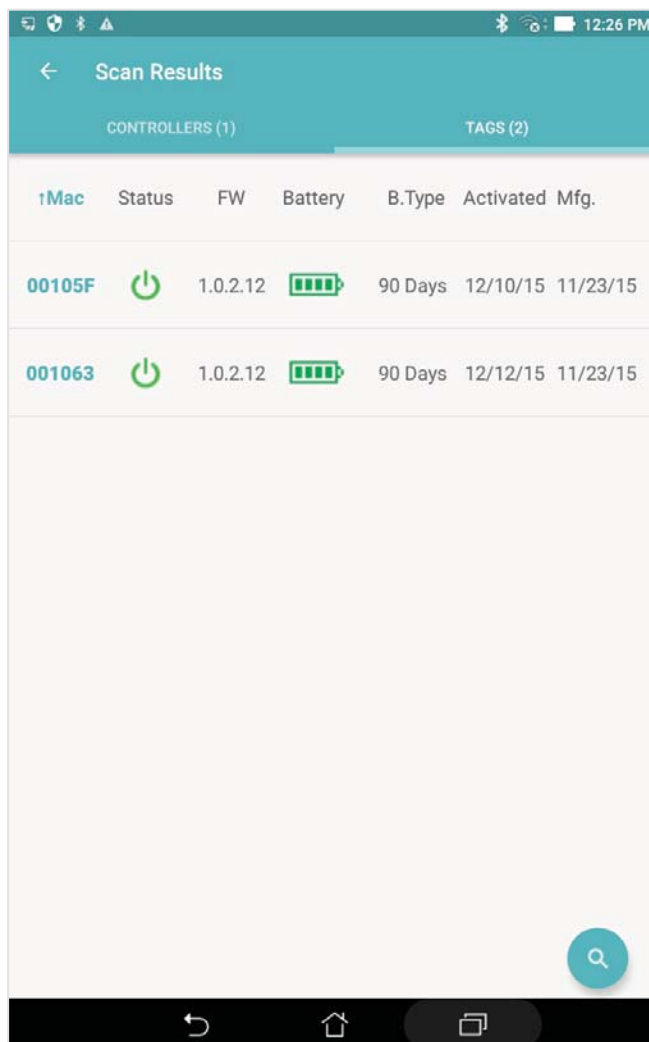 12:26 PM
Scan Results
CONTROLLERS (1) TAGS (2)
↑Mac Status FW Battery B.Type Activated Mfg.
00105F 1.0.2.12 90 Days 12/10/15 11/23/15
001063 1.0.2.12 90 Days 12/12/15 11/23/15